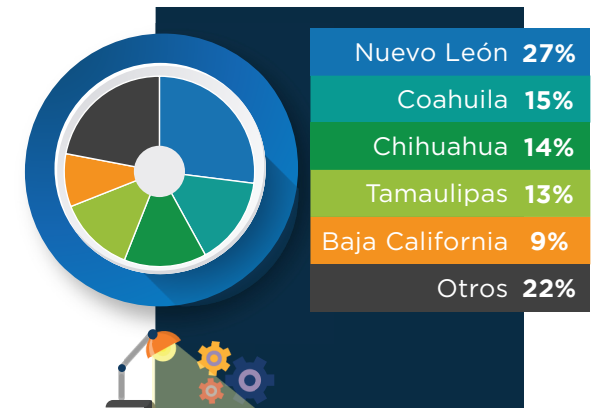 Nuevo León 27%
Coahuila 15%
Chihuahua 14%
Tamaulipas 13%
Baja California 9%
Otros 22%